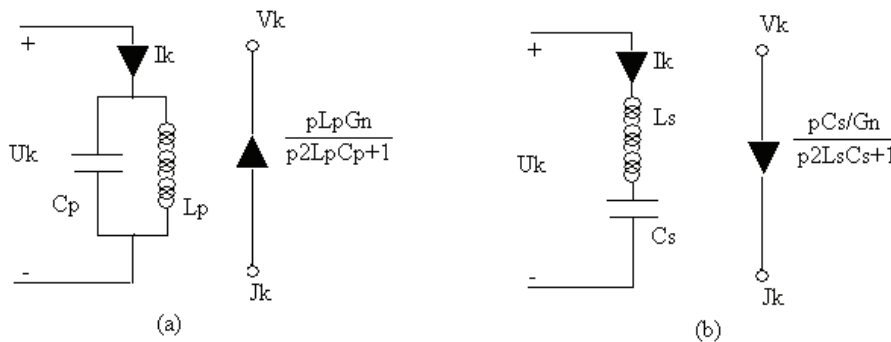 +
Ik
Uk
Cp
Lp
-
Vk
pLpGn
p2LpCp+1
Jk
(a)
+
Ik
Ls
Uk
Cs
-
Vk
pCs/Gn
p2LsCs+1
Jk
(b)